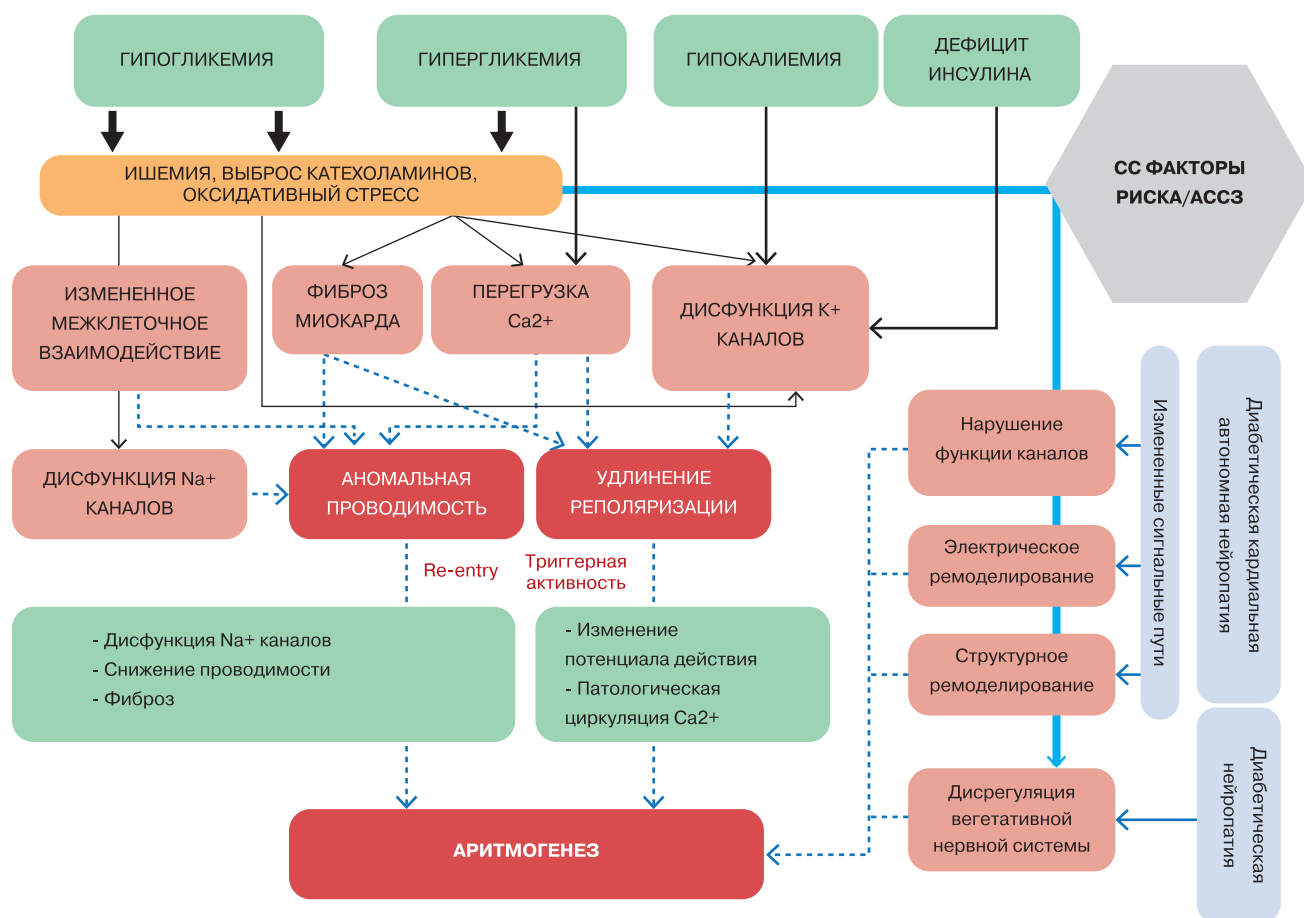 ГИПОГЛИКЕМИЯ
ГИПЕРГЛИКЕМИЯ
ГИПОКАЛИЕМИЯ
ДЕФИЦИТ
ИНСУЛИНА
ИШЕМИЯ, ВЫБРОС КАТЕХОЛАМИНОВ,
ОКСИДАТИВНЫЙ СТРЕСС
СС ФАКТОРЫ
РИСКА/АССЗ
ИЗМЕНЕННОЕ
МЕЖКЛЕТОЧНОЕ
ВЗАИМОДЕЙСТВИЕ
ФИБРОЗ
МИОКАРДА
ПЕРЕГРУЗКА
Ca2+
ДИСФУНКЦИЯ K+
КАНАЛОВ
ДИСФУНКЦИЯ Na+
КАНАЛОВ
АНОМАЛЬНАЯ
ПРОВОДИМОСТЬ
УДЛИНЕНИЕ
РЕПОЛЯРИЗАЦИИ
Re-entry
Триггерная
активность
- Дисфункция Na+ каналов
- Снижение проводимости
- Фиброз
- Изменение
потенциала действия
- Патологическая
циркуляция Ca2+
АРИТМОГЕНЕЗ
Нарушение
функции каналов
Электрическое
ремоделирование
Структурное
ремоделирование
Дисрегуляция
вегетативной
нервной системы
Измененные сигнальные пути
Диабетическая кардиальная
автономная нейропатия
Диабетическая
нейропатия